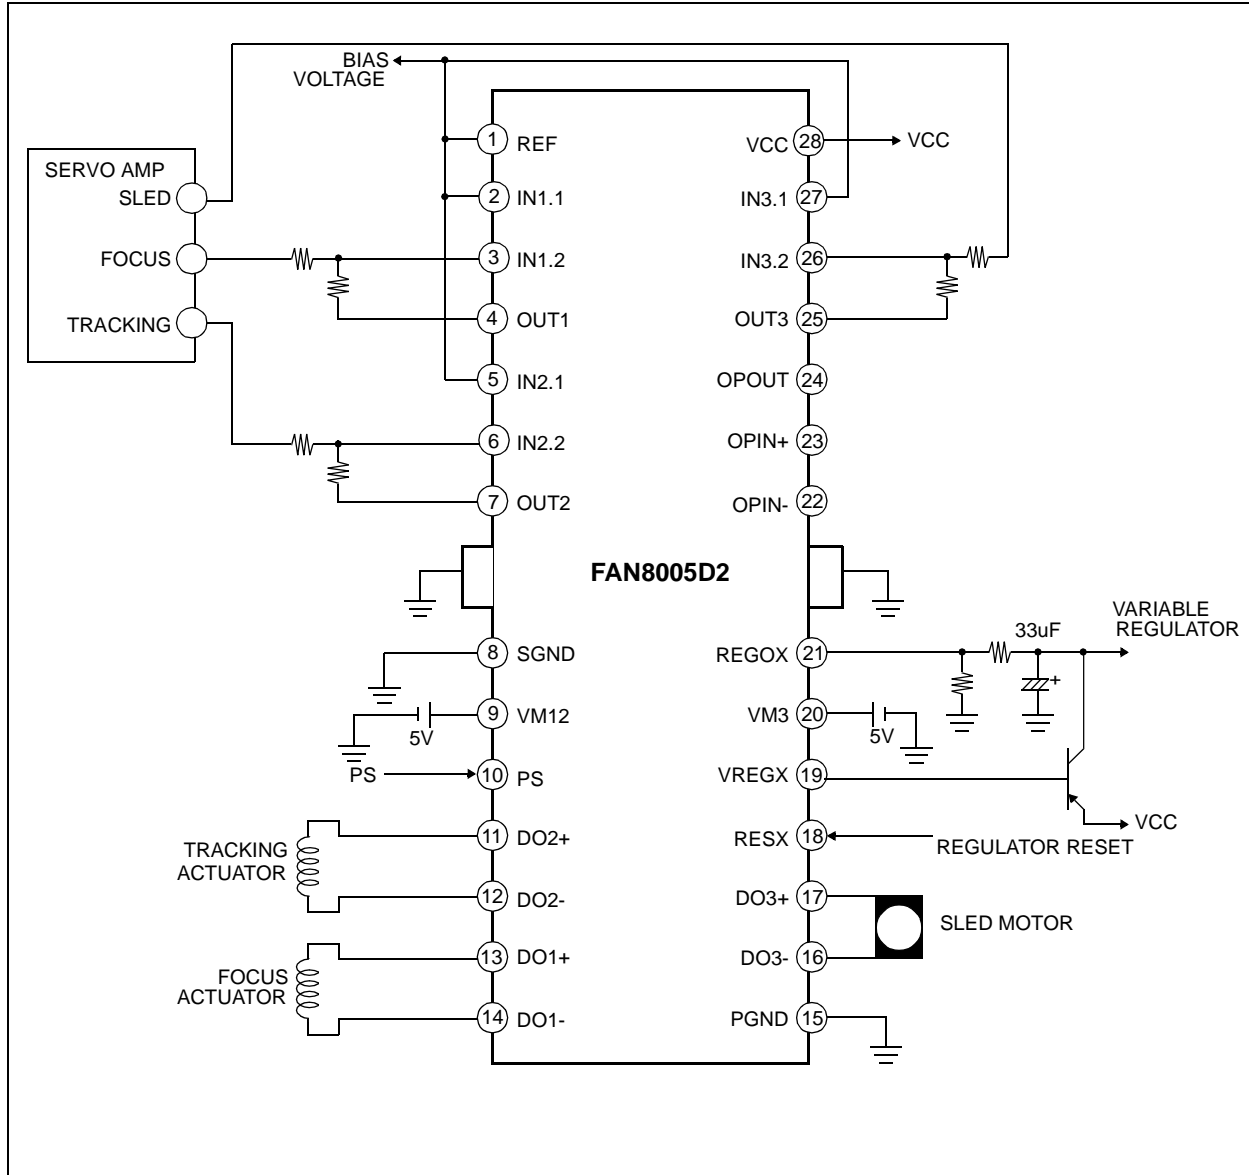 BIAS
VOLTAGE
SERVO AMP
SLED
FOCUS
TRACKING
1 REF
2 IN1.1
3 IN1.2
4 OUT1
5 IN2.1
6 IN2.2
7 OUT2
VCC 28 VCC
IN3.1 27
IN3.2 26
OUT3 25
OPOUT 24
OPIN+ 23
OPIN- 22
FAN8005D2
8 SGND
5V 9 VM12
PS 10 PS
TRACKING
ACTUATOR
11 DO2+
12 DO2-
FOCUS
ACTUATOR
13 DO1+
14 DO1-
REGOX 21
33uF
+
VARIABLE
REGULATOR
VM3 20 5V
VREGX 19
VCC
RESX 18 REGULATOR RESET
DO3+ 17
SLED MOTOR
DO3- 16
PGND 15